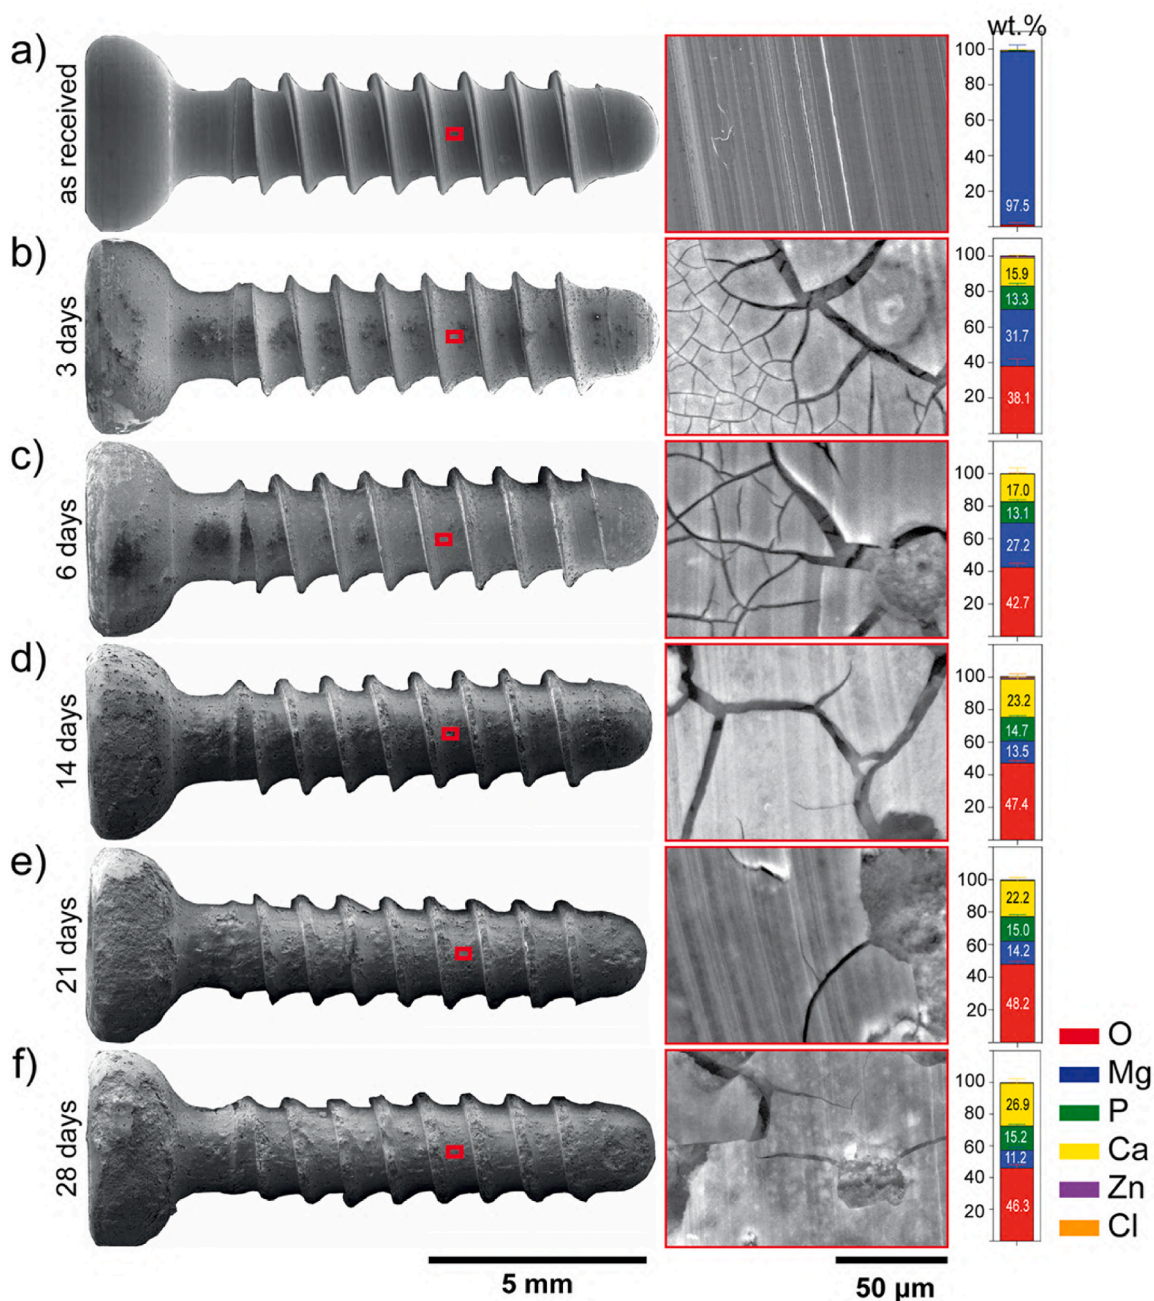 wt.%
a)
as received
100
80
60
40
20
97.5
b)
3 days
100
80
60
40
20
15.9
13.3
31.7
38.1
c)
6 days
100
80
60
40
20
17.0
13.1
27.2
42.7
d)
14 days
100
80
60
40
20
23.2
14.7
13.5
47.4
e)
21 days
100
80
60
40
20
22.2
15.0
14.2
48.2
f)
28 days
100
80
60
40
20
26.9
15.2
11.2
46.3
O
Mg
P
Ca
Zn
Cl
5 mm
50 µm